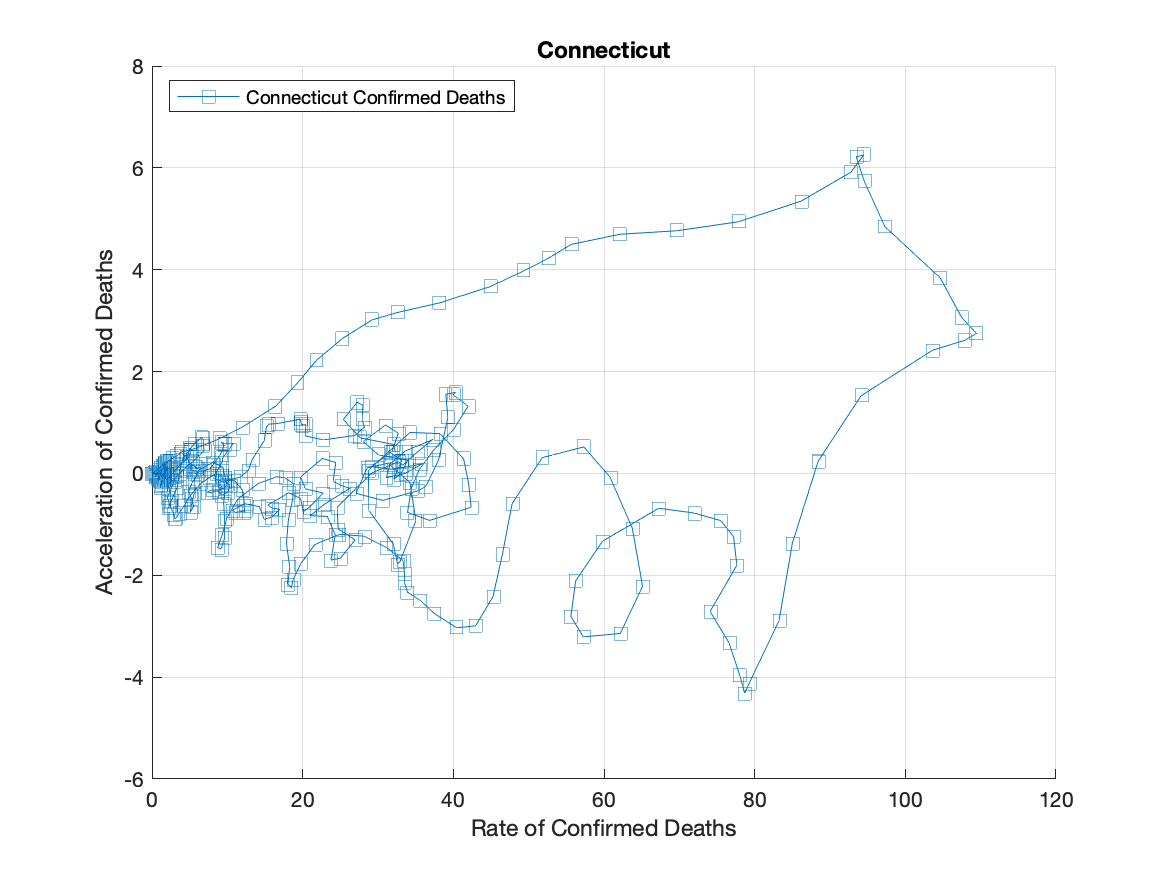 Connecticut
8
Connecticut Confirmed Deaths
6
4
2
0
-2
-4
-6
Acceleration of Confirmed Deaths
0 20 40 60 80 100 120
Rate of Confirmed Deaths